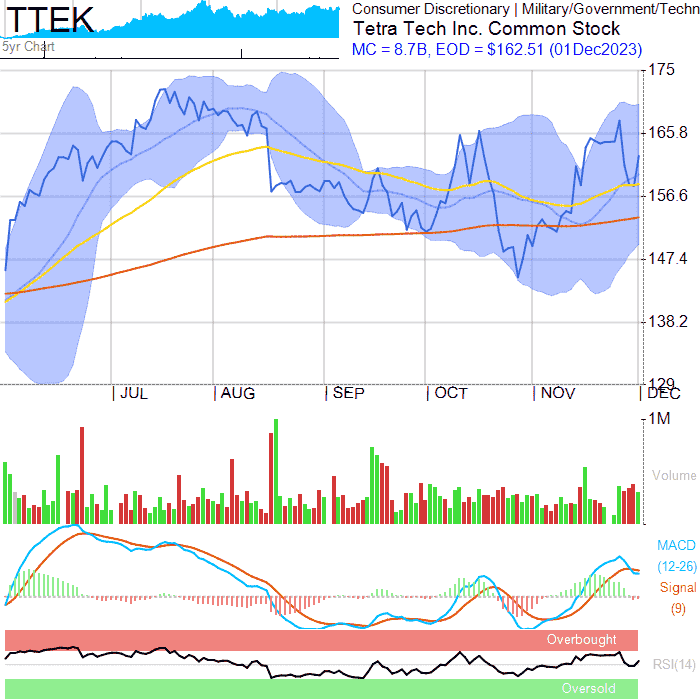 TTEK
5yr Chart
Consumer Discretionary | Military/Government/Techn
Tetra Tech Inc. Common Stock
MC = 8.7B, EOD = $162.51 (01Dec2023)
175
165.8
156.6
147.4
138.2
129
JUL
AUG
SEP
OCT
NOV
DEC
1M
Volume
MACD
(12-26)
Signal
(9)
Overbought
RSI(14)
Oversold